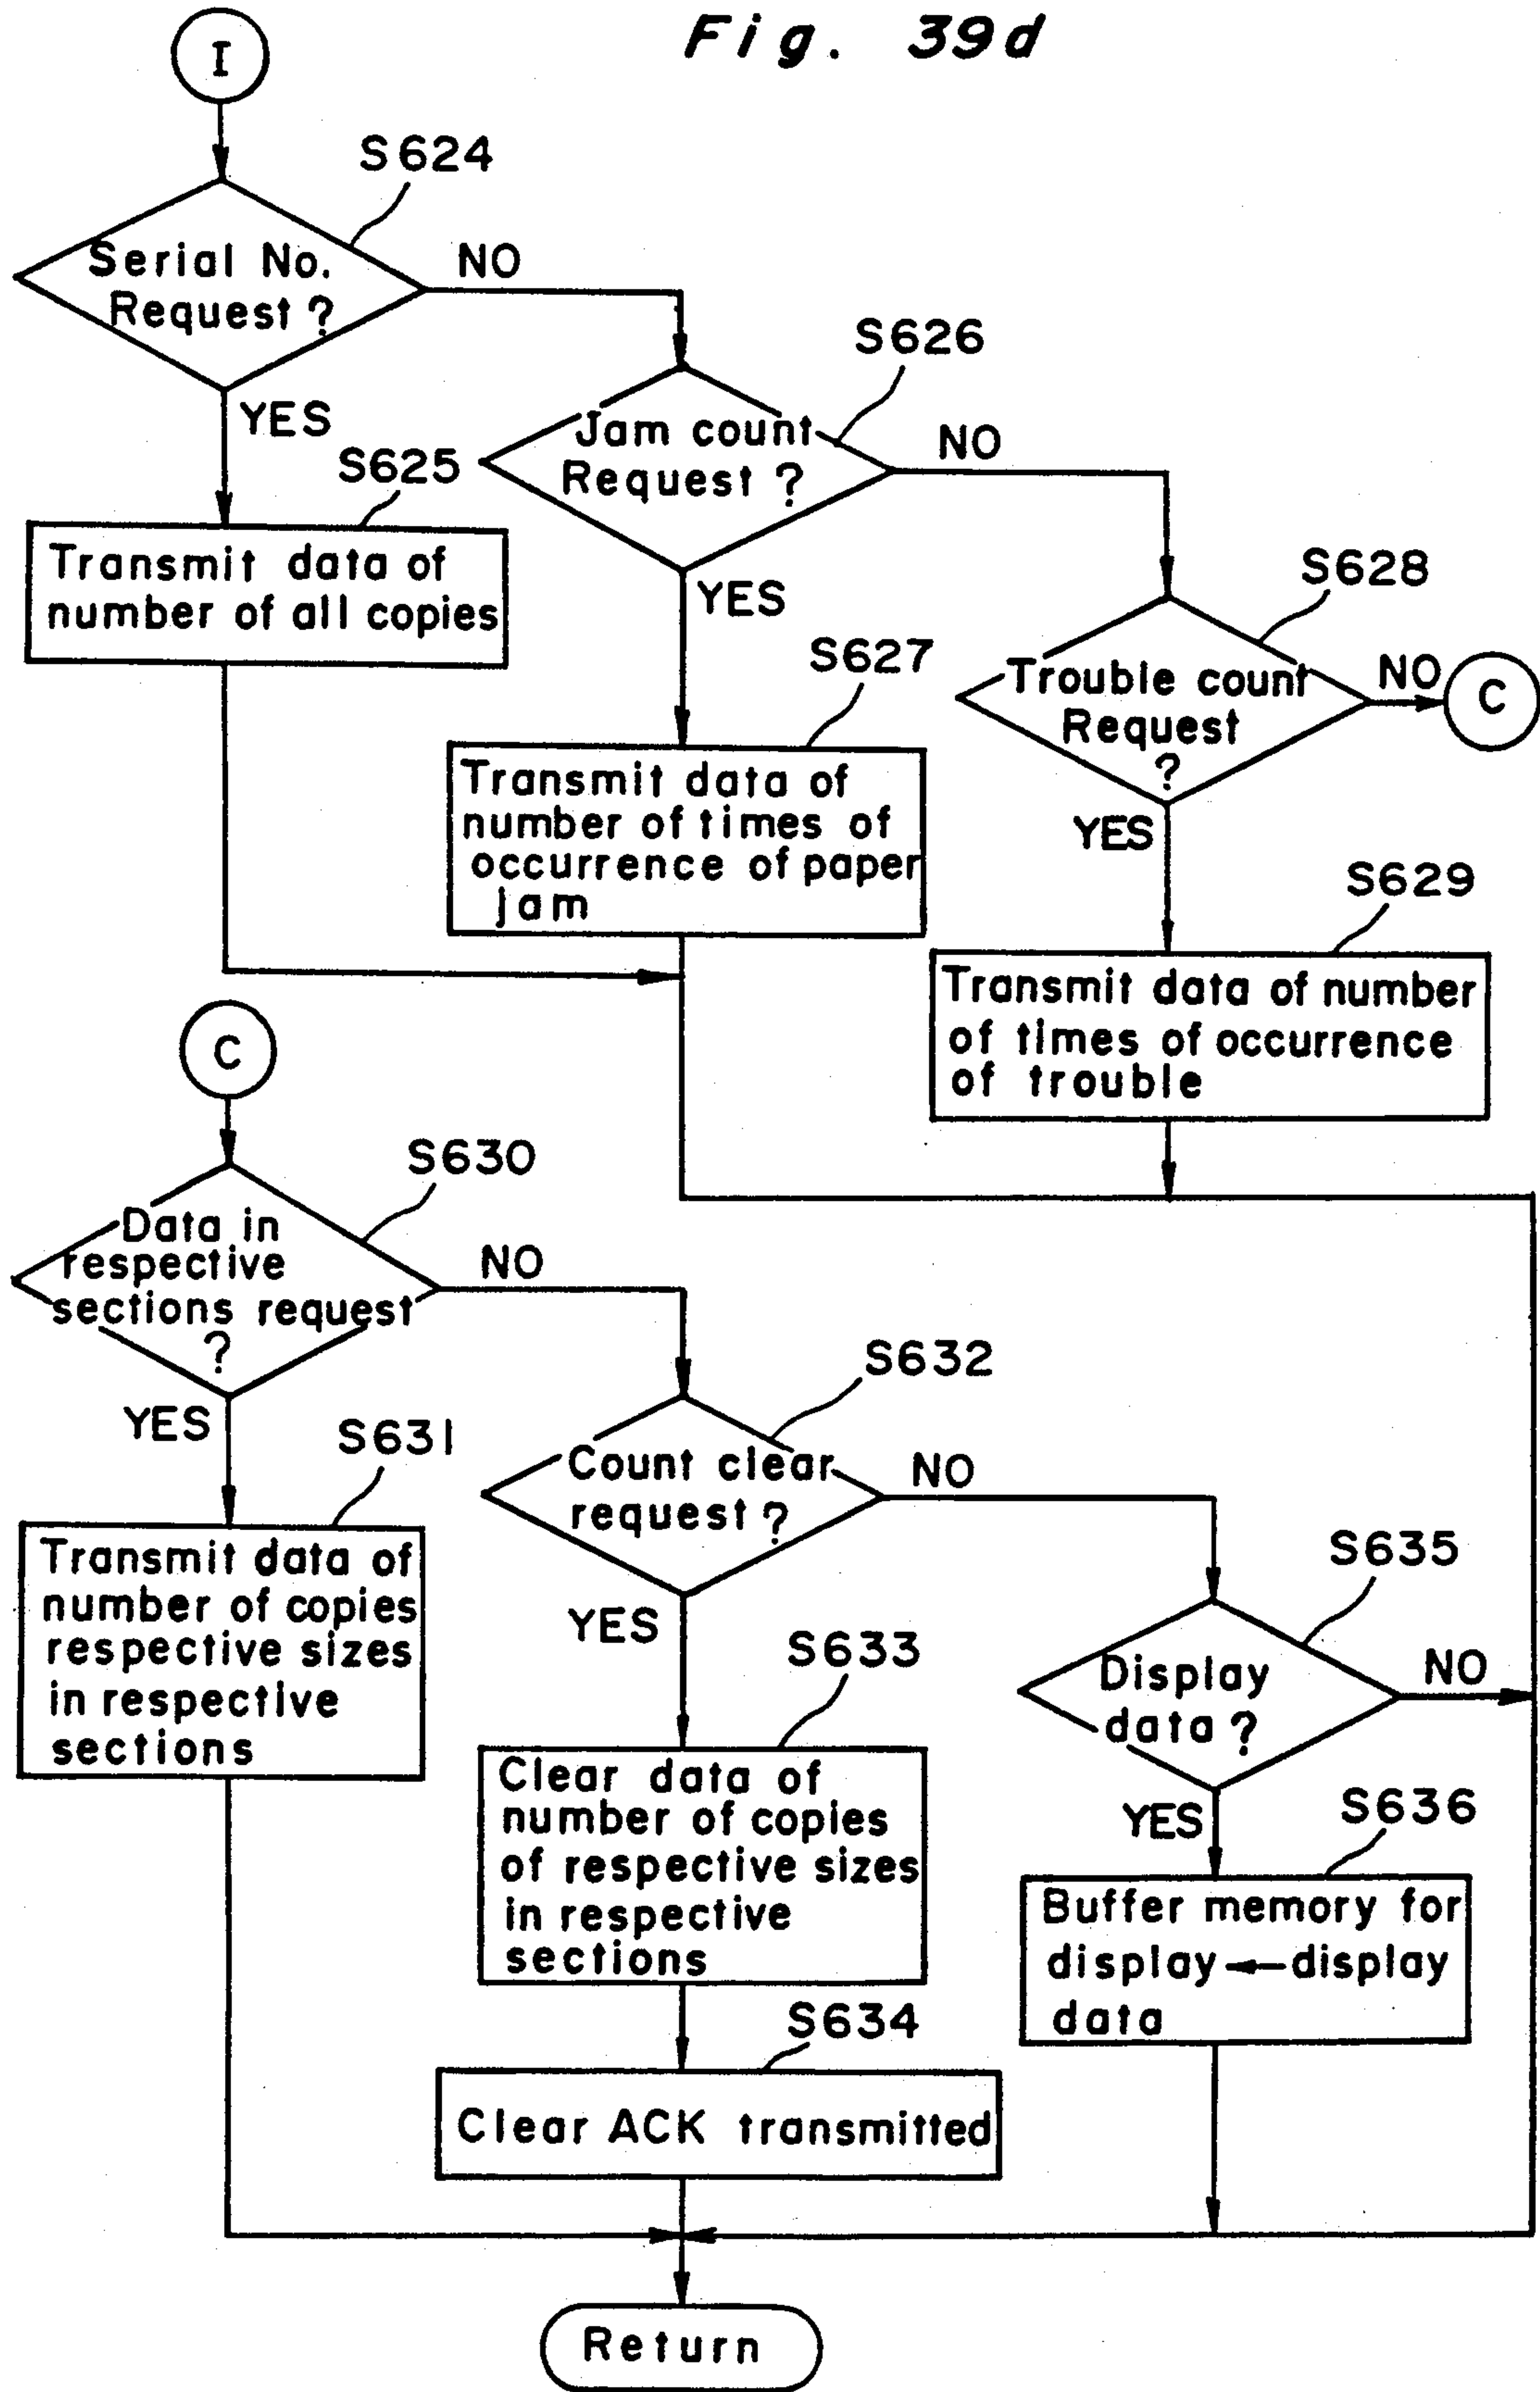 Fig. 39d
I
S624
Serial No.
Request ?
NO
YES
S625
Transmit data of
number of all copies
S626
Jam count
Request ?
NO
YES
S627
Transmit data of
number of times of
occurrence of paper
jam
S628
Trouble count
Request
?
NO
C
YES
S629
Transmit data of number
of times of occurrence
of trouble
C
S630
Data in
respective
sections request
?
NO
YES
S631
Transmit data of
number of copies
respective sizes
in respective
sections
S632
Count clear
request ?
NO
YES
S633
Clear data of
number of copies
of respective sizes
in respective
sections
S634
Clear ACK transmitted
S635
Display
data ?
NO
YES
S636
Buffer memory for
display ← display
data
Return